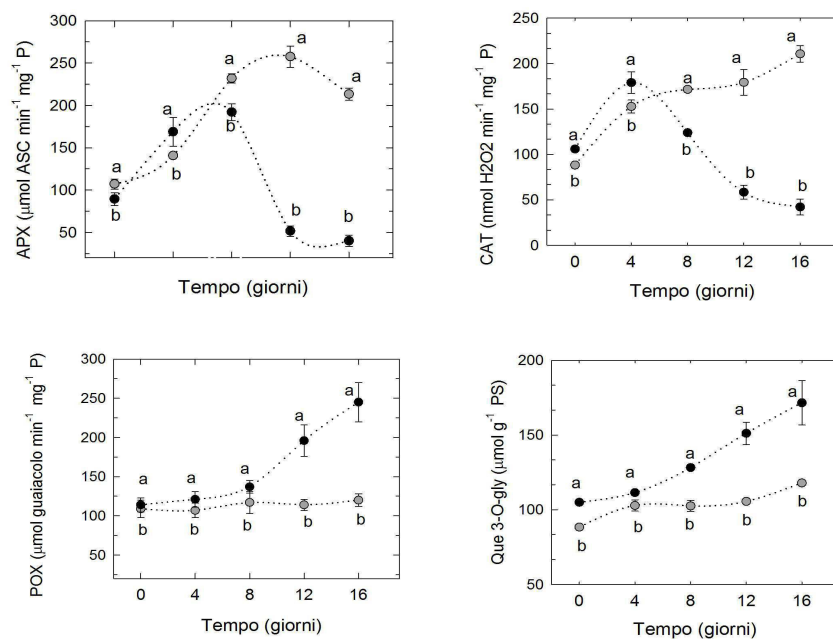 300
250
200
150
100
50
APX (μmol ASC min⁻¹ mg⁻¹ P)
a
a
a
a
a
b
b
b
b
b
Tempo (giorni)
250
200
150
100
50
0
CAT (nmol H2O2 min⁻¹ mg⁻¹ P)
a
a
a
a
a
b
b
b
b
b
0 4 8 12 16
Tempo (giorni)
300
250
200
150
100
50
POX (μmol guaiacolo min⁻¹ mg⁻¹ P)
a
a
a
a
a
b
b
b
b
b
0 4 8 12 16
Tempo (giorni)
200
150
100
50
Que 3-O-gly (μmol g⁻¹ PS)
a
a
a
a
a
b
b
b
b
b
0 4 8 12 16
Tempo (giorni)